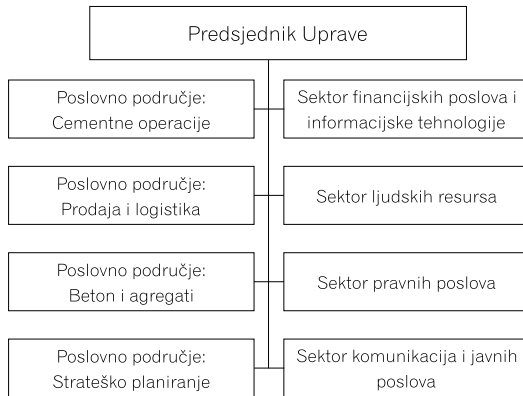 Predsjednik Uprave
Poslovno područje:
Cementne operacije
Sektor financijskih poslova i
informacijske tehnologije
Poslovno područje:
Prodaja i logistika
Sektor ljudskih resursa
Poslovno područje:
Beton i agregati
Sektor pravnih poslova
Poslovno područje:
Strateško planiranje
Sektor komunikacija i javnih
poslova